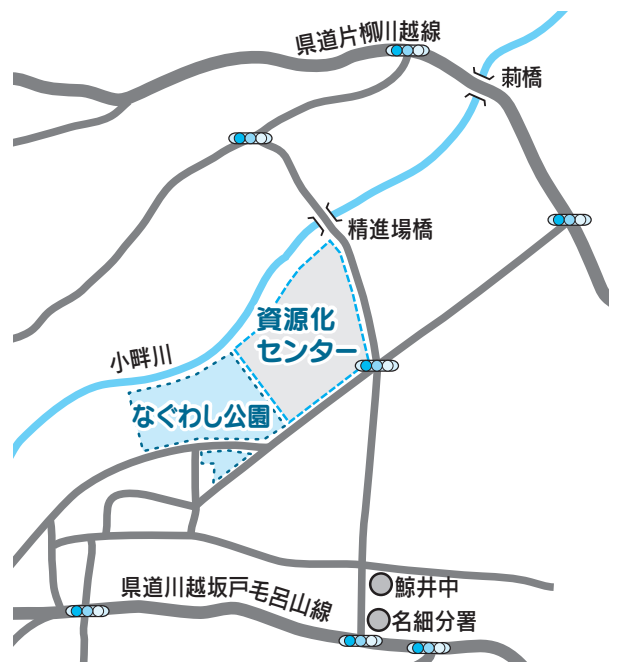 県道片柳川越線
莿橋
精進場橋
資源化
センター
小畔川
なぐわし公園
鯨井中
県道川越坂戸毛呂山線
名細分署